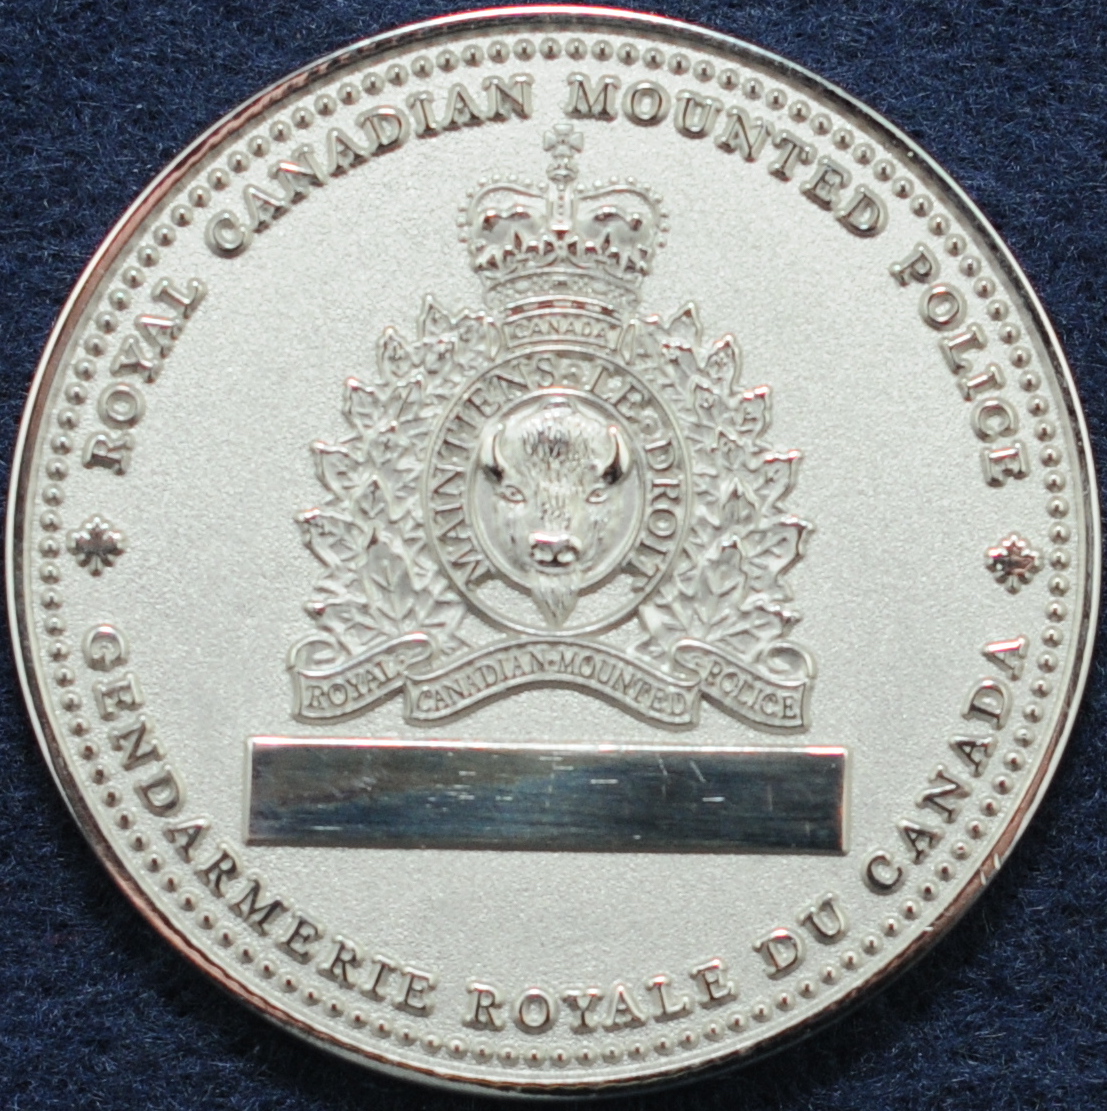 ROYAL CANADIAN MOUNTED POLICE
CANADA
MAINTIENS·LE·DROIT
ROYAL-CANADIAN-MOUNTED-POLICE
GENDARMERIE ROYALE DU CANADA